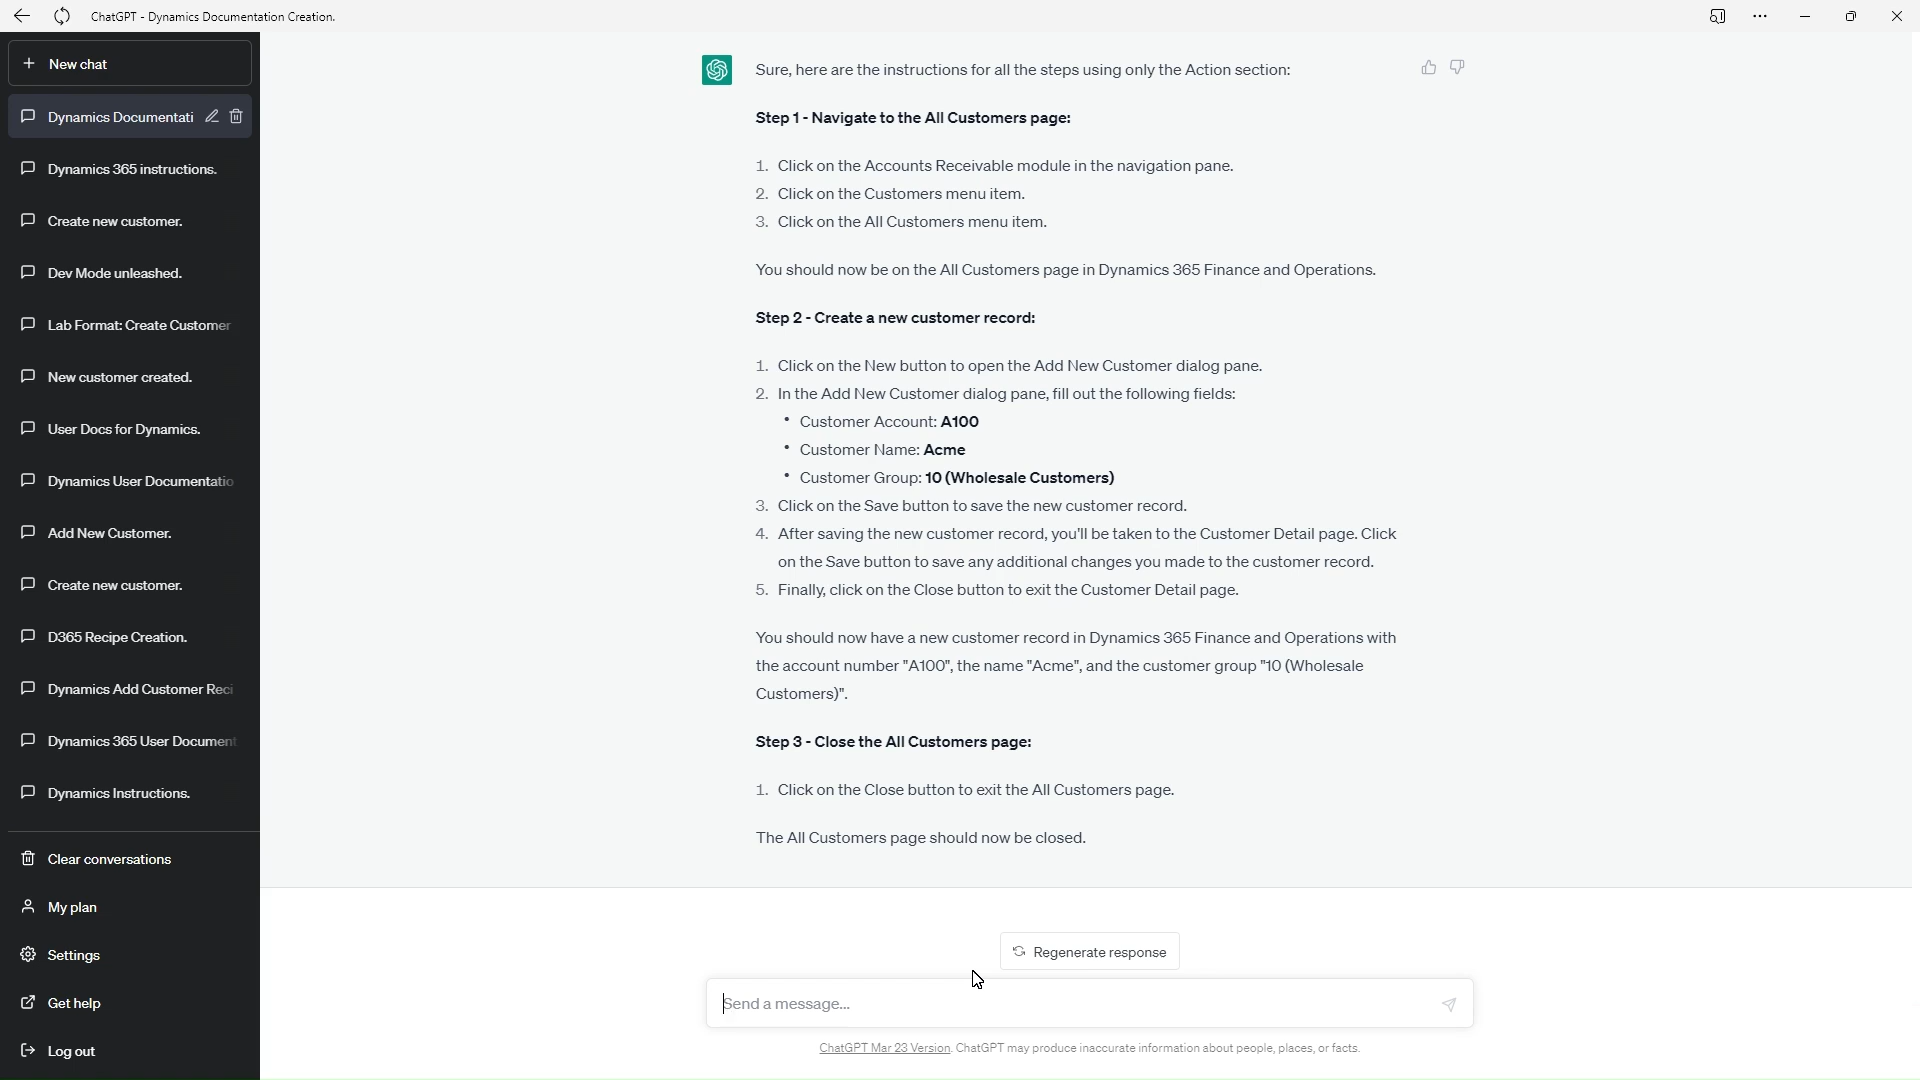 ChatGPT - Dynamics Documentation Creation.
New chat
Dynamics Documentati
Dynamics 365 instructions.
Create new customer.
Dev Mode unleashed.
Lab Format: Create Customer
New customer created.
User Docs for Dynamics.
Dynamics User Documentatio
Add New Customer.
Create new customer.
D365 Recipe Creation.
Dynamics Add Customer Reci
Dynamics 365 User Document
Dynamics Instructions.
Clear conversations
My plan
Settings
Get help
Log out
Sure, here are the instructions for all the steps using only the Action section:
Step 1 - Navigate to the All Customers page:
1. Click on the Accounts Receivable module in the navigation pane.
2. Click on the Customers menu item.
3. Click on the All Customers menu item.
You should now be on the All Customers page in Dynamics 365 Finance and Operations.
Step 2 - Create a new customer record:
1. Click on the New button to open the Add New Customer dialog pane.
2. In the Add New Customer dialog pane, fill out the following fields:
• Customer Account: A100
• Customer Name: Acme
• Customer Group: 10 (Wholesale Customers)
3. Click on the Save button to save the new customer record.
4. After saving the new customer record, you'll be taken to the Customer Detail page. Click
on the Save button to save any additional changes you made to the customer record.
5. Finally, click on the Close button to exit the Customer Detail page.
You should now have a new customer record in Dynamics 365 Finance and Operations with
the account number "A100", the name "Acme", and the customer group "10 (Wholesale
Customers)".
Step 3 - Close the All Customers page:
1. Click on the Close button to exit the All Customers page.
The All Customers page should now be closed.
Regenerate response
Send a message...
ChatGPT Mar 23 Version. ChatGPT may produce inaccurate information about people, places, or facts.